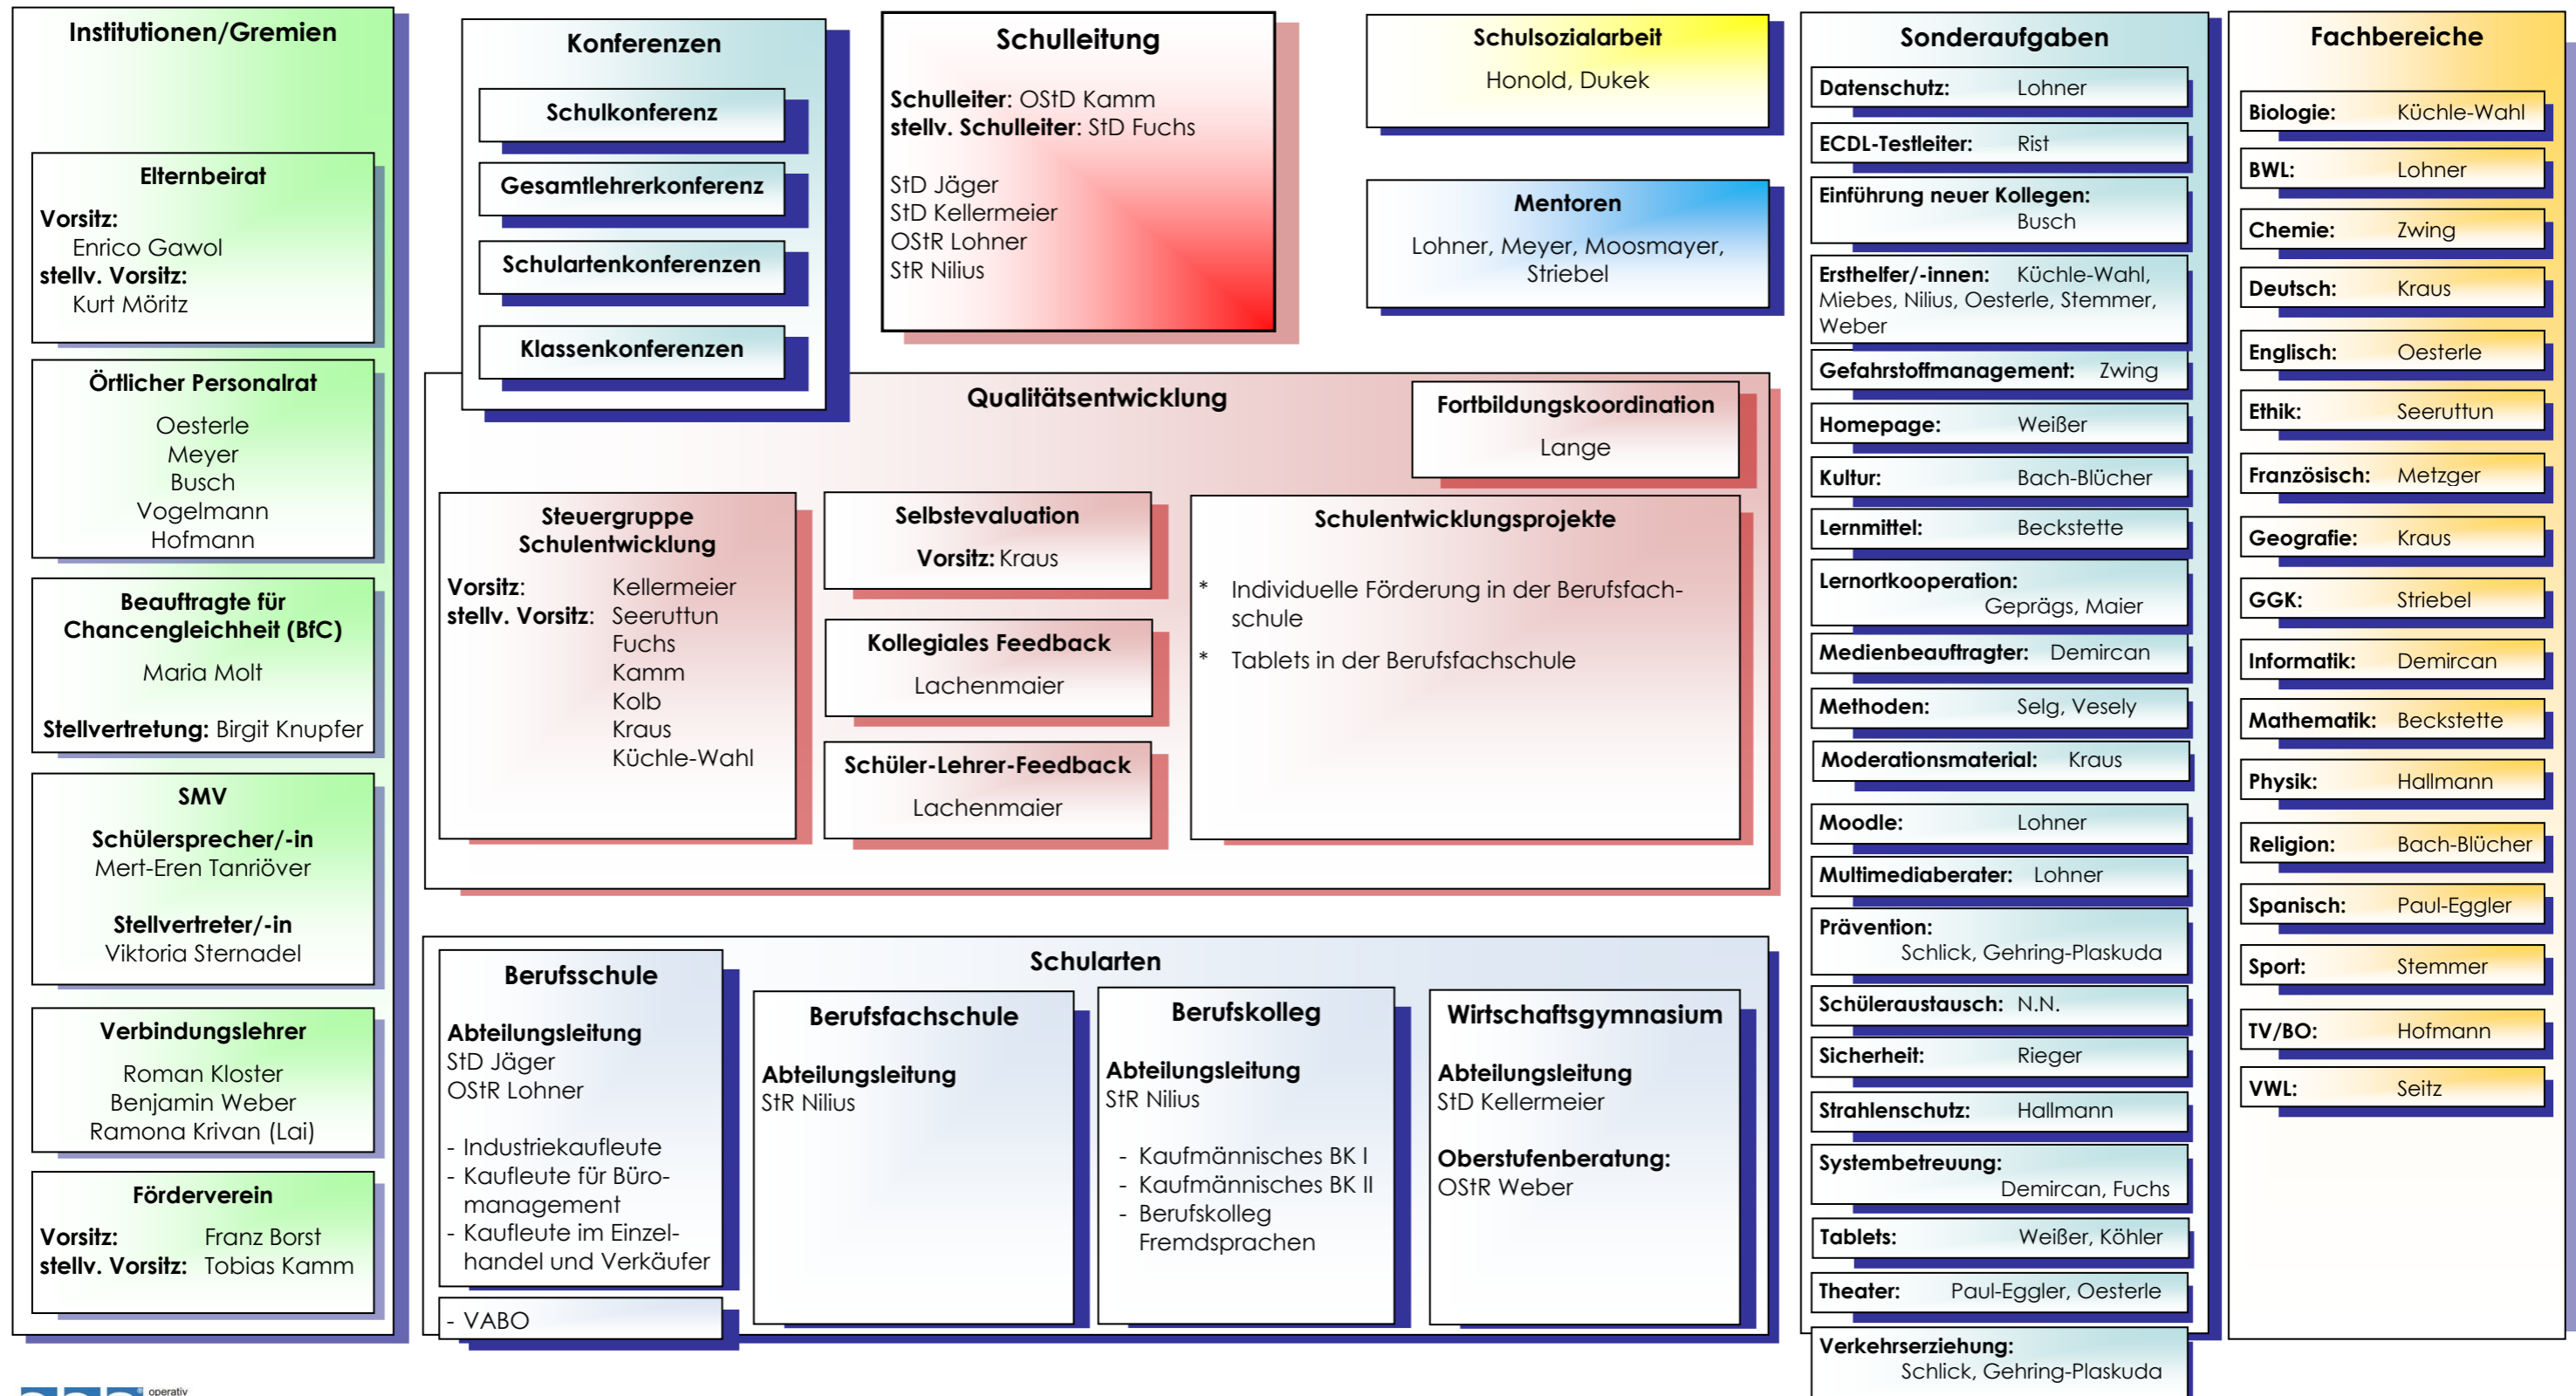 Institutionen/Gremien
Elternbeirat
Vorsitz:
Enrico Gawol
stellv. Vorsitz:
Kurt Möritz
Örtlicher Personalrat
Oesterle
Meyer
Busch
Vogelmann
Hofmann
Beauftragte für
Chancengleichheit (BfC)
Maria Molt
Stellvertretung: Birgit Knupfer
SMV
Schülersprecher/-in
Mert-Eren Tanriöver
Stellvertreter/-in
Viktoria Sternadel
Verbindungslehrer
Roman Kloster
Benjamin Weber
Ramona Krivan (Lai)
Förderverein
Vorsitz: Franz Borst
stellv. Vorsitz: Tobias Kamm
operativ
Konferenzen
Schulkonferenz
Gesamtlehrerkonferenz
Schulartenkonferenzen
Klassenkonferenzen
Schulleitung
Schulleiter: OStD Kamm
stellv. Schulleiter: StD Fuchs
StD Jäger
StD Kellermeier
OStR Lohner
StR Nilius
Schulsozialarbeit
Honold, Dukek
Mentoren
Lohner, Meyer, Moosmayer,
Striebel
Qualitätsentwicklung
Fortbildungskoordination
Lange
Steuergruppe
Schulentwicklung
Vorsitz: Kellermeier
stellv. Vorsitz: Seeruttun
Fuchs
Kamm
Kolb
Kraus
Küchle-Wahl
Selbstevaluation
Vorsitz: Kraus
Kollegiales Feedback
Lachenmaier
Schüler-Lehrer-Feedback
Lachenmaier
Schulentwicklungsprojekte
* Individuelle Förderung in der Berufsfach-
schule
* Tablets in der Berufsfachschule
Schularten
Berufsschule
Abteilungsleitung
StD Jäger
OStR Lohner
- Industriekaufleute
- Kaufleute für Büro-
management
- Kaufleute im Einzel-
handel und Verkäufer
- VABO
Berufsfachschule
Abteilungsleitung
StR Nilius
Berufskolleg
Abteilungsleitung
StR Nilius
- Kaufmännisches BK I
- Kaufmännisches BK II
- Berufskolleg
Fremdsprachen
Wirtschaftsgymnasium
Abteilungsleitung
StD Kellermeier
Oberstufenberatung:
OStR Weber
Sonderaufgaben
Datenschutz: Lohner
ECDL-Testleiter: Rist
Einführung neuer Kollegen:
Busch
Ersthelfer/-innen: Küchle-Wahl,
Miebes, Nilius, Oesterle, Stemmer,
Weber
Gefahrstoffmanagement: Zwing
Homepage: Weißer
Kultur: Bach-Blücher
Lernmittel: Beckstette
Lernortkooperation:
Geprägs, Maier
Medienbeauftragter: Demircan
Methoden: Selg, Vesely
Moderationsmaterial: Kraus
Moodle: Lohner
Multimediaberater: Lohner
Prävention:
Schlick, Gehring-Plaskuda
Schüleraustausch: N.N.
Sicherheit: Rieger
Strahlenschutz: Hallmann
Systembetreuung:
Demircan, Fuchs
Tablets: Weißer, Köhler
Theater: Paul-Eggler, Oesterle
Verkehrserziehung:
Schlick, Gehring-Plaskuda
Fachbereiche
Biologie: Küchle-Wahl
BWL: Lohner
Chemie: Zwing
Deutsch: Kraus
Englisch: Oesterle
Ethik: Seeruttun
Französisch: Metzger
Geografie: Kraus
GGK: Striebel
Informatik: Demircan
Mathematik: Beckstette
Physik: Hallmann
Religion: Bach-Blücher
Spanisch: Paul-Eggler
Sport: Stemmer
TV/BO: Hofmann
VWL: Seitz